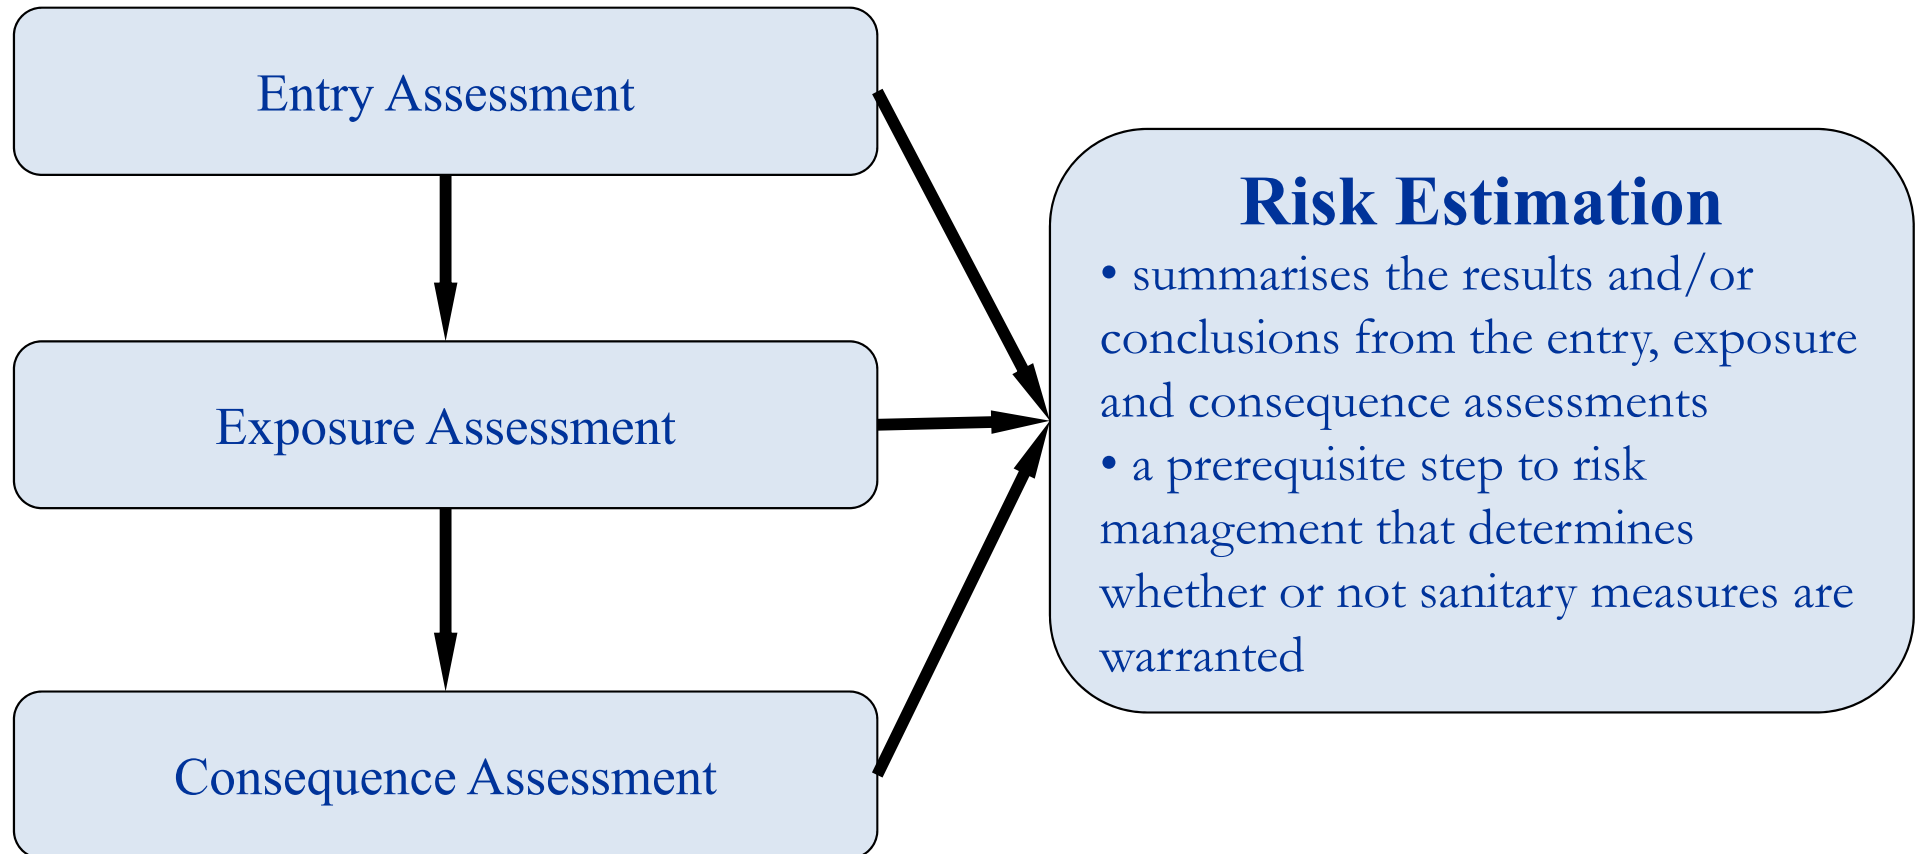 Entry Assessment
Exposure Assessment
Consequence Assessment
Risk Estimation
• summarises the results and/or
conclusions from the entry, exposure
and consequence assessments
• a prerequisite step to risk
management that determines
whether or not sanitary measures are
warranted